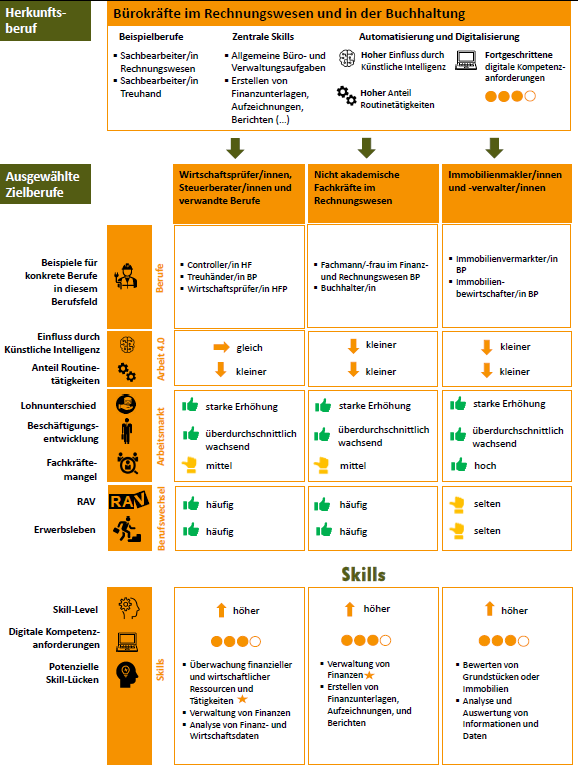 Herkunfts-
beruf
Bürokräfte im Rechnungswesen und in der Buchhaltung
Beispielberufe
▪ Sachbearbeiter/in
Rechnungswesen
▪ Sachbearbeiter/in
Treuhand
Zentrale Skills
▪ Allgemeine Büro- und
Verwaltungsaufgaben
▪ Erstellen von
Finanzunterlagen,
Aufzeichnungen,
Berichten (...)
Automatisierung und Digitalisierung
Hoher Einfluss durch
Künstliche Intelligenz
Hoher Anteil
Routinetätigkeiten
Fortgeschrittene
digitale Kompetenz-
anforderungen
Ausgewählte
Zielberufe
Wirtschaftsprüfer/innen,
Steuerberater/innen und
verwandte Berufe
Nicht akademische
Fachkräfte im
Rechnungswesen
Immobilienmakler/innen
und -verwalter/innen
Beispiele für
konkrete Berufe
in diesem
Berufsfeld
Berufe
▪ Controller/in HF
▪ Treuhänder/in BP
▪ Wirtschaftsprüfer/in HFP
▪ Fachmann/-frau im Finanz-
und Rechnungswesen BP
▪ Buchhalter/in
▪ Immobilienvermarkter/in
BP
▪ Immobilien-
bewirtschafter/in BP
Einfluss durch
Künstliche Intelligenz
Arbeit 4.0
gleich
kleiner
kleiner
Anteil Routine-
tätigkeiten
kleiner
kleiner
kleiner
Lohnunterschied
Arbeitsmarkt
starke Erhöhung
starke Erhöhung
starke Erhöhung
Beschäftigungs-
entwicklung
überdurchschnittlich
wachsend
überdurchschnittlich
wachsend
überdurchschnittlich
wachsend
Fachkräfte-
mangel
mittel
mittel
hoch
RAV
RAV
Berufswechsel
häufig
häufig
selten
Erwerbsleben
häufig
häufig
selten
Skills
Skill-Level
höher
höher
höher
Digitale Kompetenz-
anforderungen
Potenzielle
Skill-Lücken
Skills
▪ Überwachung finanzieller
und wirtschaftlicher
Ressourcen und
Tätigkeiten
▪ Verwaltung von Finanzen
▪ Analyse von Finanz- und
Wirtschaftsdaten
▪ Verwaltung von
Finanzen
▪ Erstellen von
Finanzunterlagen,
Aufzeichnungen, und
Berichten
▪ Bewerten von
Grundstücken oder
Immobilien
▪ Analyse und
Auswertung von
Informationen und
Daten